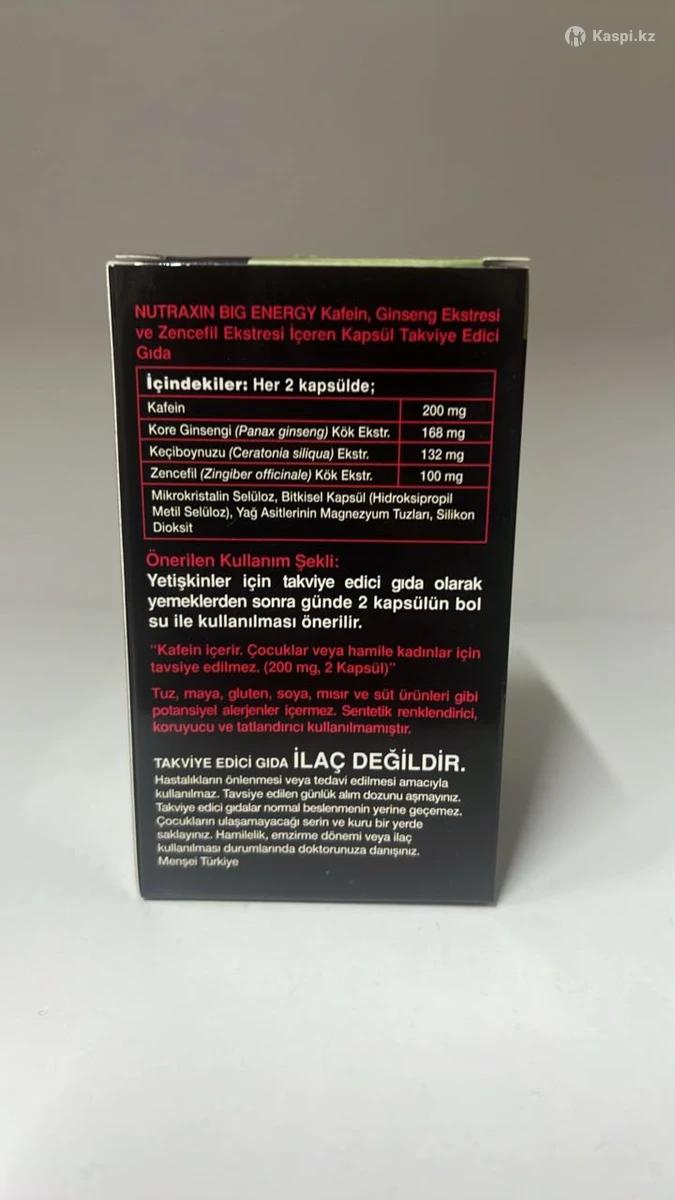 Kaspi.kz
NUTRAXIN BIG ENERGY Kafein, Ginseng Ekstresi
ve Zencefil Ekstresi İçeren Kapsül Takviye Edici
Gıda
İçindekiler: Her 2 kapsülde;
Kafein 200 mg
Kore Ginsengi (Panax ginseng) Kök Ekstr. 168 mg
Keçiboynuzu (Ceratonia siliqua) Ekstr. 132 mg
Zencefil (Zingiber officinale) Kök Ekstr. 100 mg
Mikrokristalin Selüloz, Bitkisel Kapsül (Hidroksipropil
Metil Selüloz), Yağ Asitlerinin Magnezyum Tuzları, Silikon
Dioksit
Önerilen Kullanım Şekli:
Yetişkinler için takviye edici gıda olarak
yemeklerden sonra günde 2 kapsülün bol
su ile kullanılması önerilir.
"Kafein içerir. Çocuklar veya hamile kadınlar için
tavsiye edilmez. (200 mg, 2 Kapsül)"
Tuz, maya, gluten, soya, mısır ve süt ürünleri gibi
potansiyel alerjenler içermez. Sentetik renklendirici,
koruyucu ve tatlandırıcı kullanılmamıştır.
TAKVİYE EDİCİ GIDA İLAÇ DEĞİLDİR.
Hastalıkların önlenmesi veya tedavi edilmesi amacıyla
kullanılmaz. Tavsiye edilen günlük alım dozunu aşmayınız.
Takviye edici gıdalar normal beslenmenin yerine geçemez.
Çocukların ulaşamayacağı serin ve kuru bir yerde
saklayınız. Hamilelik, emzirme dönemi veya ilaç
kullanılması durumlarında doktorunuza danışınız.
Menşei Türkiye